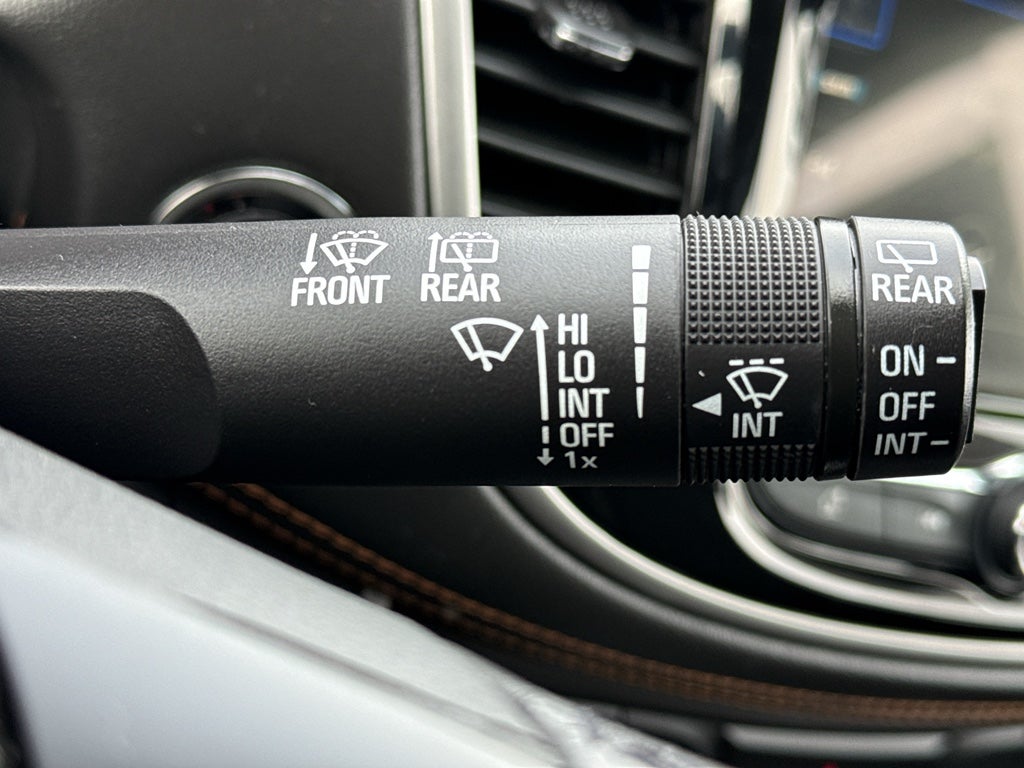 FRONT
REAR
HI
LO
INT
OFF
1x
INT
REAR
ON
OFF
INT